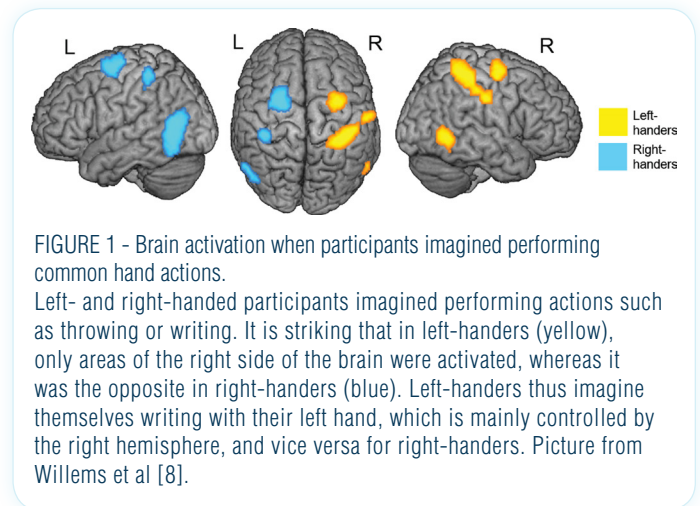 L
L
R
R
Left-
handers
Right-
handers
FIGURE 1 - Brain activation when participants imagined performing
common hand actions.
Left- and right-handed participants imagined performing actions such
as throwing or writing. It is striking that in left-handers (yellow),
only areas of the right side of the brain were activated, whereas it
was the opposite in right-handers (blue). Left-handers thus imagine
themselves writing with their left hand, which is mainly controlled by
the right hemisphere, and vice versa for right-handers. Picture from
Willems et al [8].